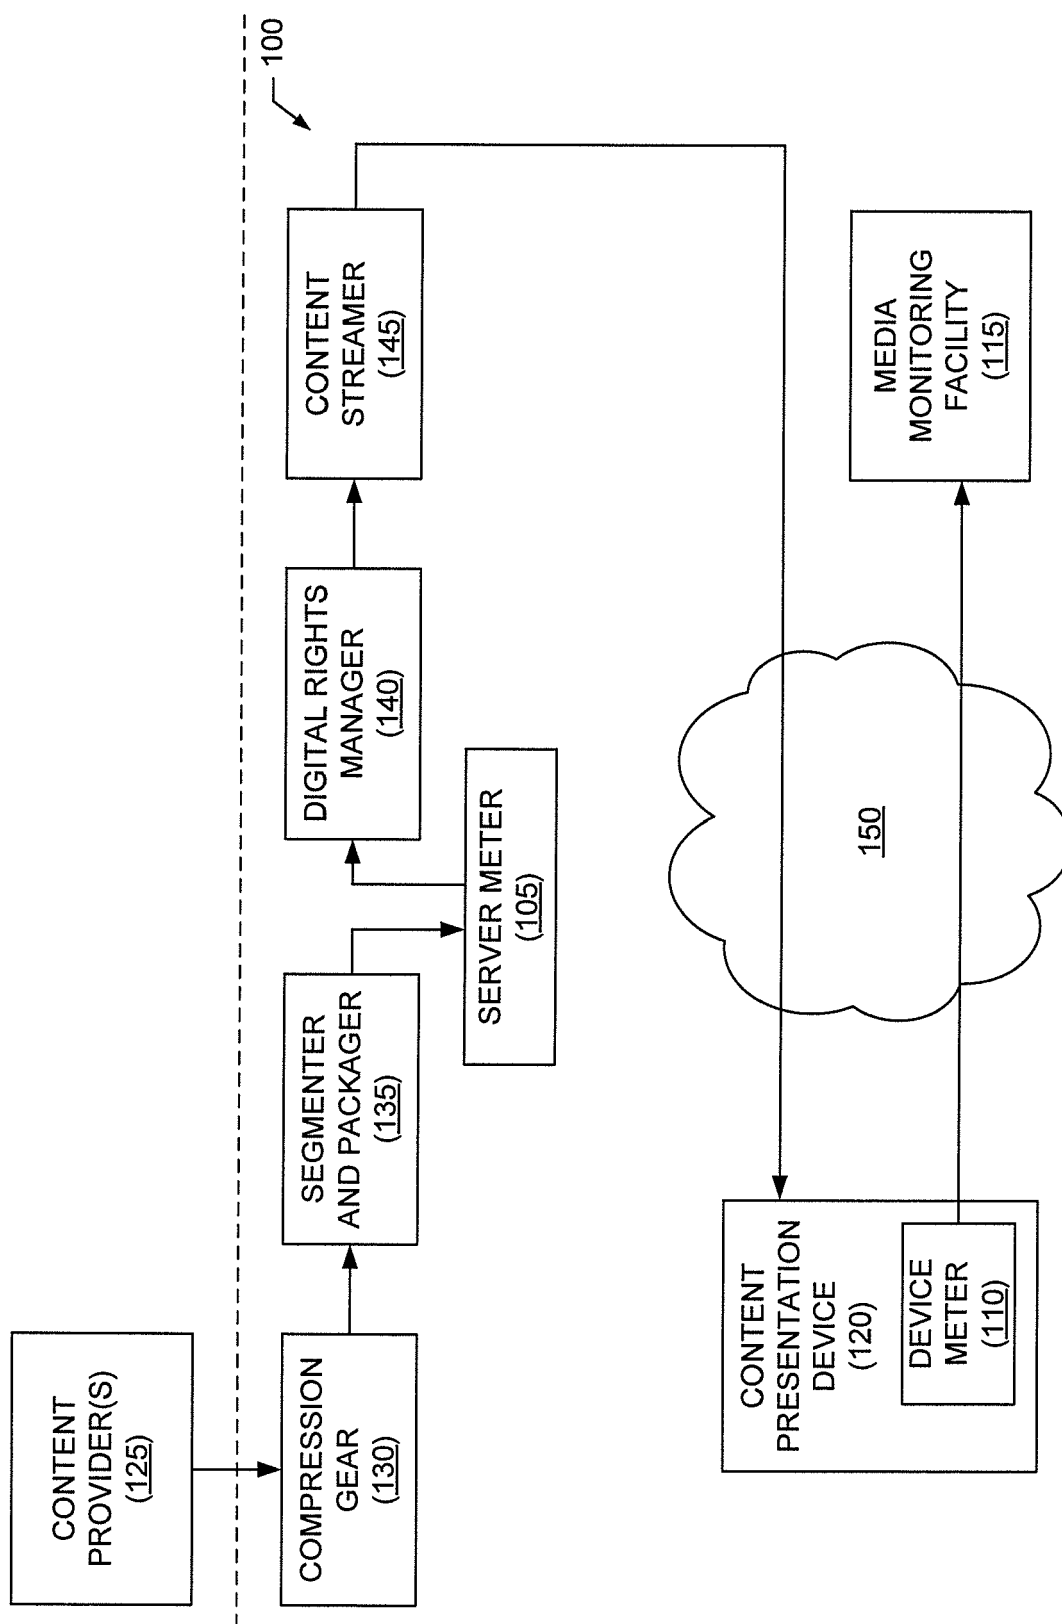 CONTENT
PROVIDER(S)
(125)
100
COMPRESSION
GEAR
(130)
SEGMENTER
AND PACKAGER
(135)
SERVER METER
(105)
DIGITAL RIGHTS
MANAGER
(140)
CONTENT
STREAMER
(145)
CONTENT
PRESENTATION
DEVICE
(120)
DEVICE
METER
(110)
150
MEDIA
MONITORING
FACILITY
(115)